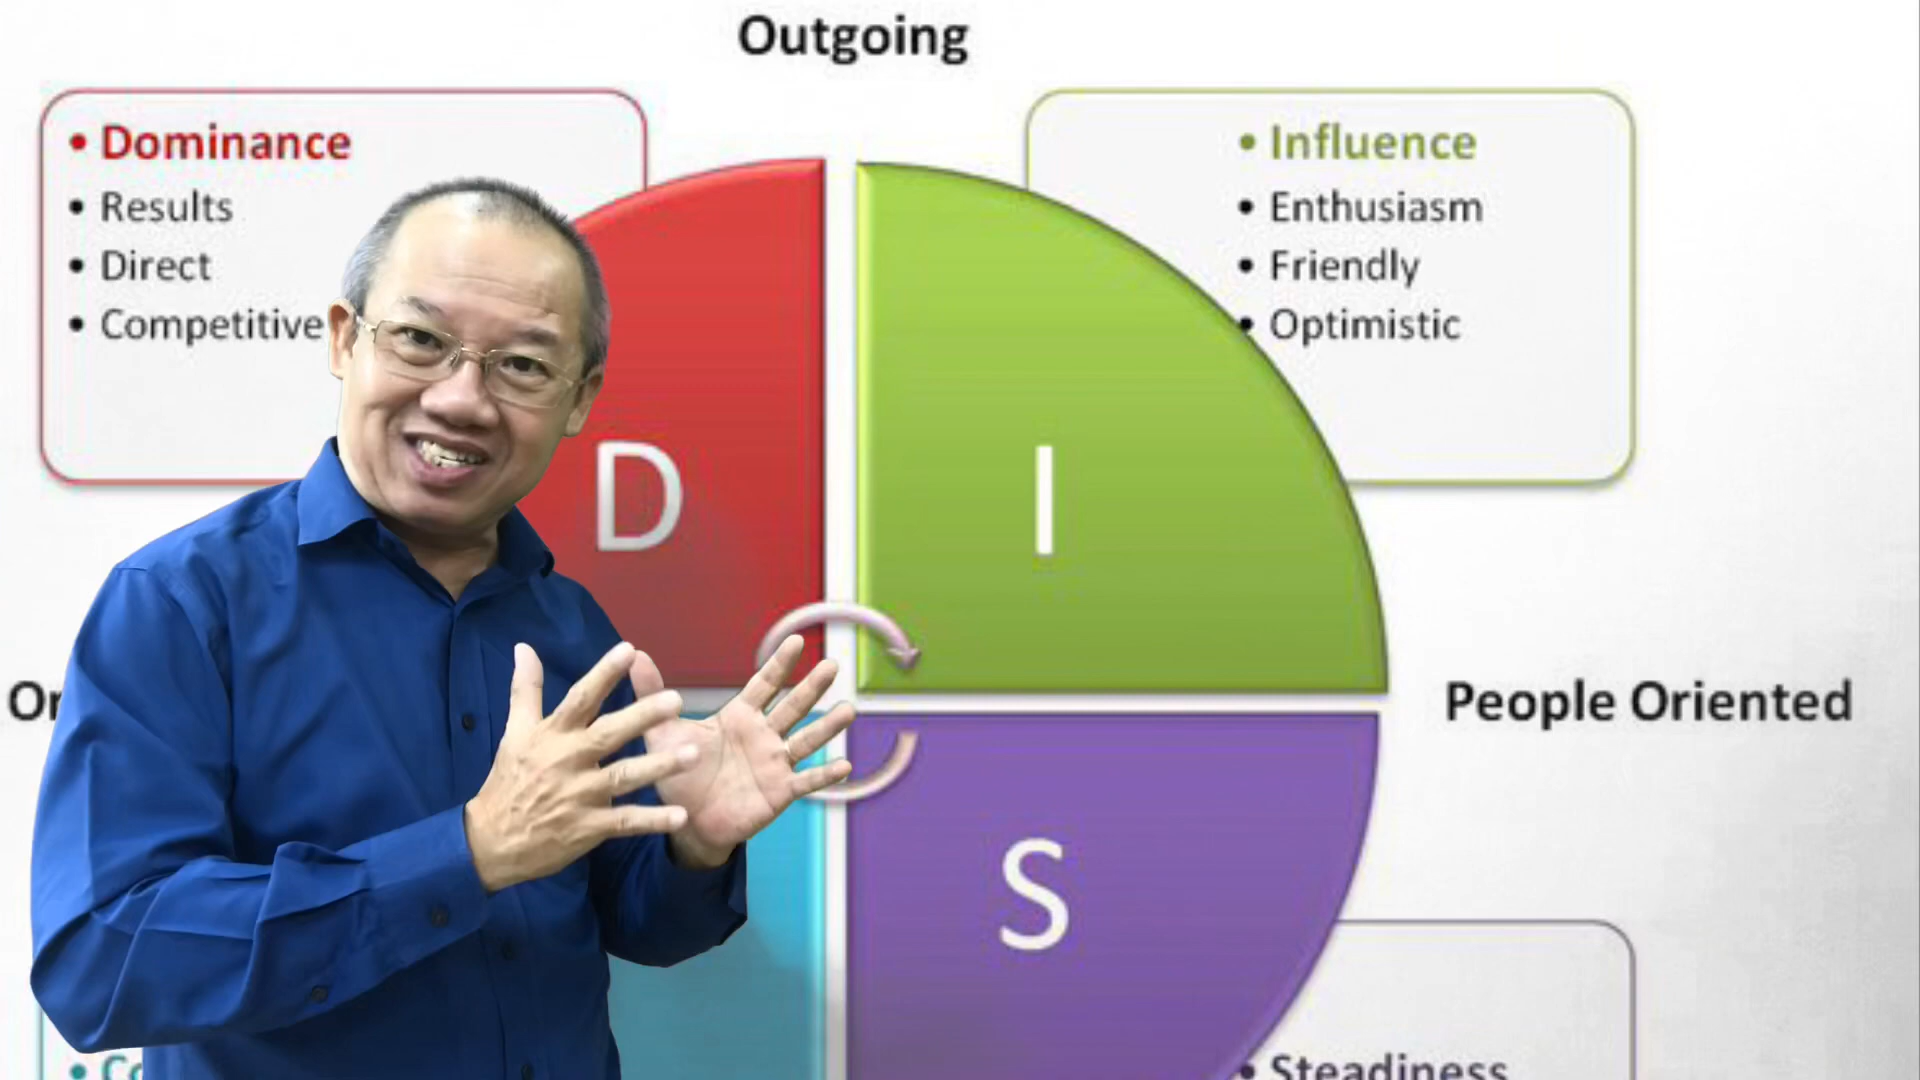 Outgoing
• Dominance
• Results
• Direct
• Competitive
• Influence
• Enthusiasm
• Friendly
• Optimistic
D
I
People Oriented
S
• Steadiness